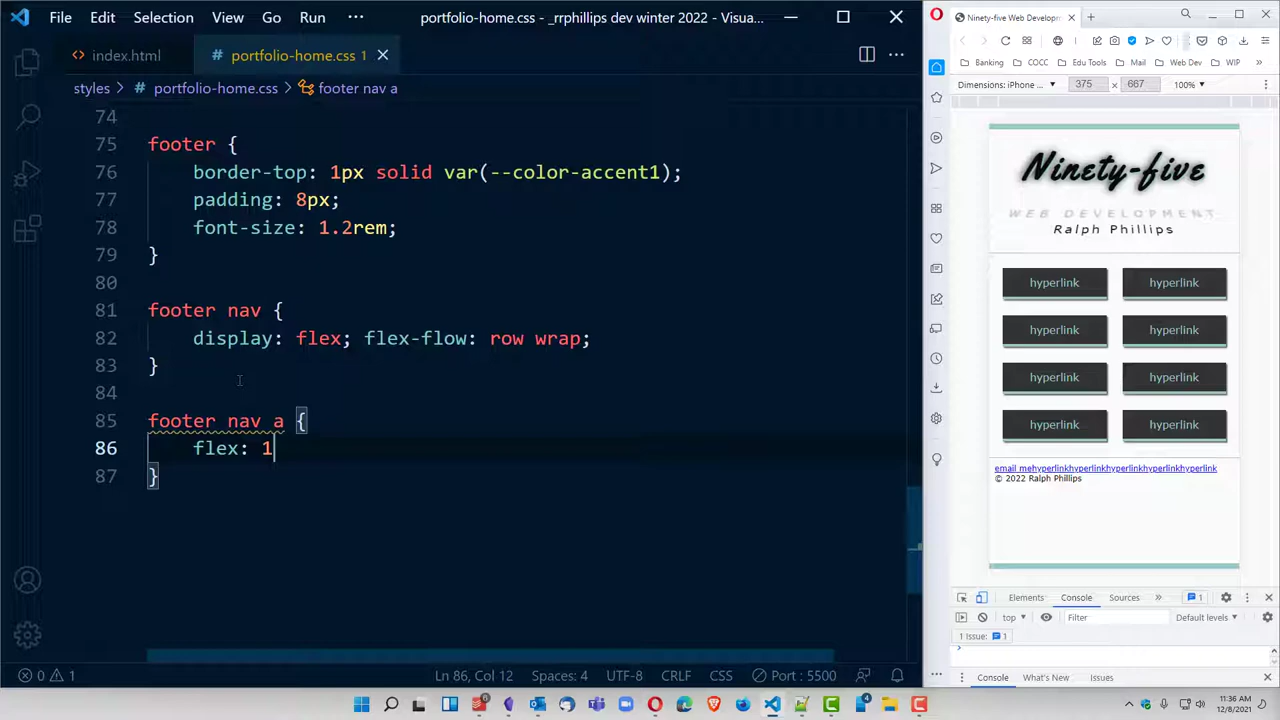 File Edit Selection View Go Run ··· portfolio-home.css - _rrphillips dev winter 2022 - Visua...
index.html
# portfolio-home.css 1
styles > # portfolio-home.css > footer nav a
74
75 footer {
76 border-top: 1px solid var(--color-accent1);
77 padding: 8px;
78 font-size: 1.2rem;
79 }
80
81 footer nav {
82 display: flex; flex-flow: row wrap;
83 }
84
85 footer nav a {
86 flex: 1
87 }
0 1 Ln 86, Col 12 Spaces: 4 UTF-8 CRLF CSS Port : 5500
Ninety-five Web Developm
Banking COCC Edu Tools Mail Web Dev WIP
Dimensions: iPhone ... 375 x 667 100%
Ninety-five
WEB DEVELOPMENT
Ralph Phillips
hyperlink hyperlink
hyperlink hyperlink
hyperlink hyperlink
hyperlink hyperlink
email mehyperlinkhyperlinkhyperlinkhyperlink
© 2022 Ralph Phillips
Elements Console Sources 1
top Filter Default levels
1 Issue: 1
Console What's New Issues
11:36 AM
12/8/2021